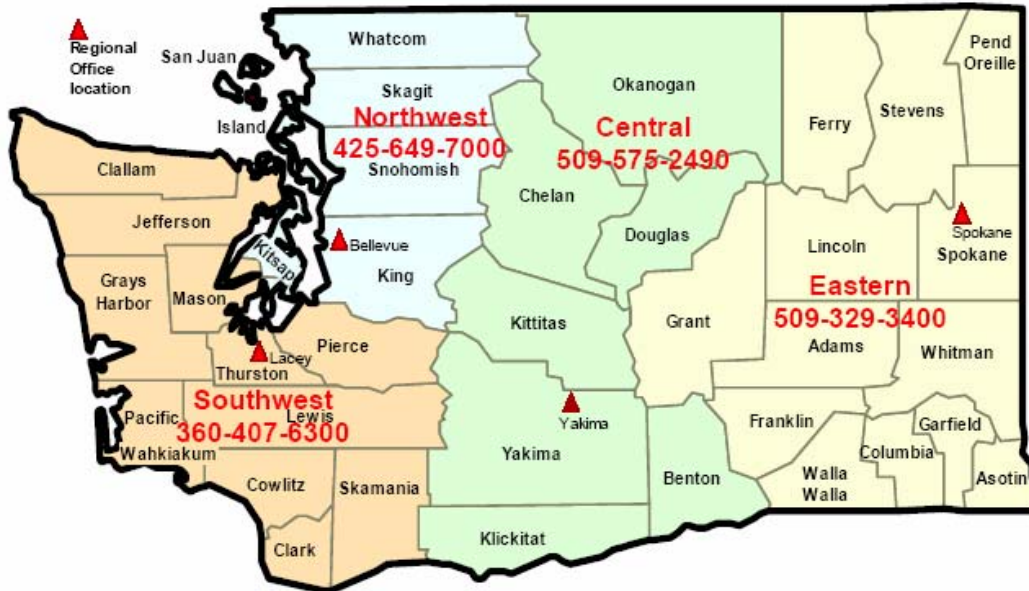 Regional
Office
location
San Juan
Island
Whatcom
Skagit
Northwest
425-649-7000
Snohomish
Bellevue
King
Kitsap
Okanogan
Central
509-575-2490
Chelan
Douglas
Kittitas
Yakima
Yakima
Benton
Klickitat
Pend
Oreille
Stevens
Ferry
Spokane
Spokane
Lincoln
Eastern
509-329-3400
Grant
Adams
Whitman
Franklin
Garfield
Columbia
Walla
Walla
Asotin
Clallam
Jefferson
Grays
Harbor
Mason
Lacey
Thurston
Pierce
Southwest
360-407-6300
Lewis
Pacific
Wahkiakum
Cowlitz
Skamania
Clark